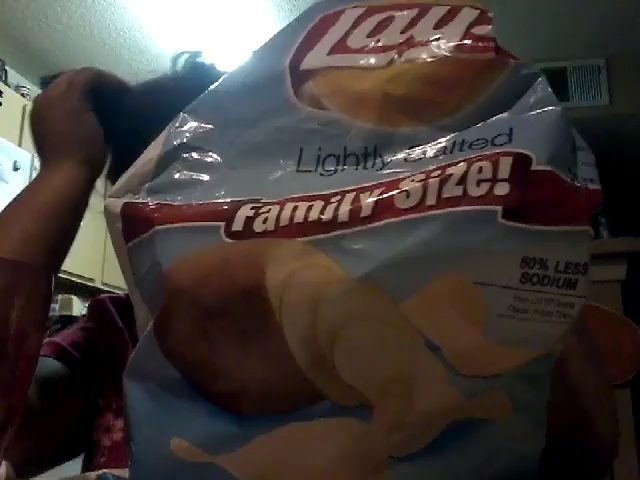 Lay's
Lightly Salted
Family Size!
50% LESS
SODIUM